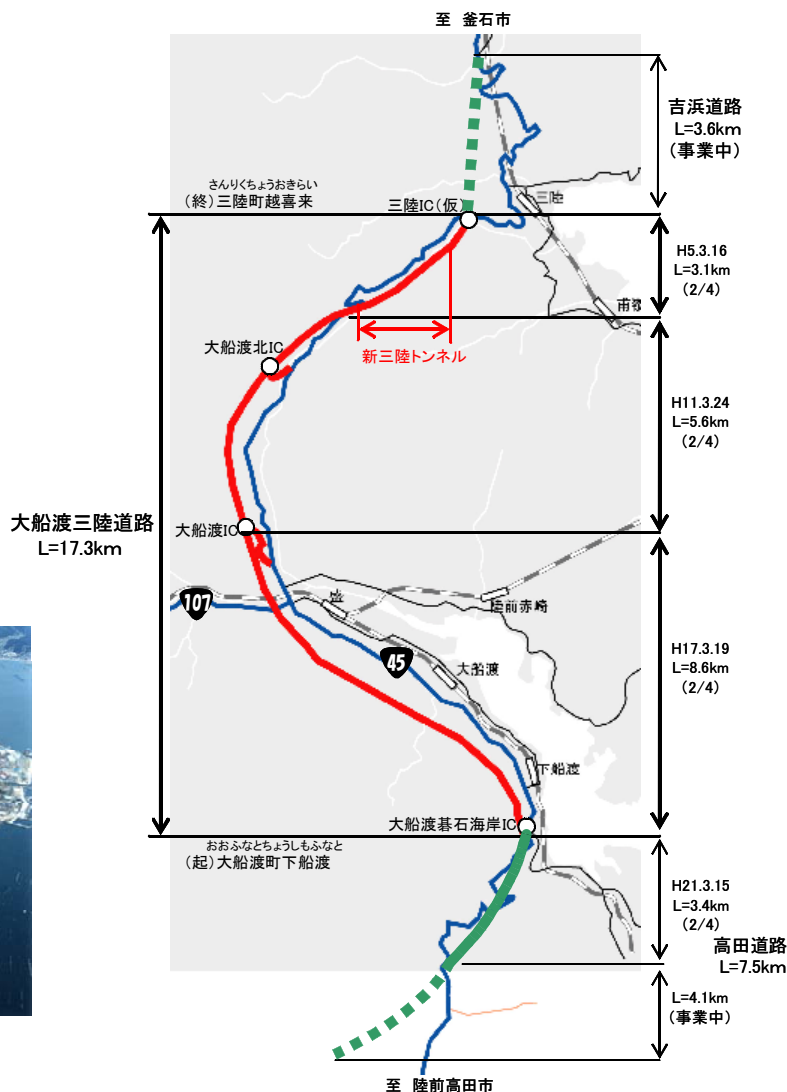 至 釜石市
吉浜道路
L=3.6km
(事業中)
さんりくちょうおきらい
(終)三陸町越喜来
三陸IC(仮)
三陸
H5.3.16
L=3.1km
(2/4)
甫嶺
新三陸トンネル
大船渡北IC
H11.3.24
L=5.6km
(2/4)
大船渡三陸道路
L=17.3km
大船渡IC
107
盛
陸前赤崎
45
大船渡
H17.3.19
L=8.6km
(2/4)
下船渡
大船渡碁石海岸IC
おおふなとちょうしもふなと
(起)大船渡町下船渡
H21.3.15
L=3.4km
(2/4)
高田道路
L=7.5km
L=4.1km
(事業中)
至 陸前高田市